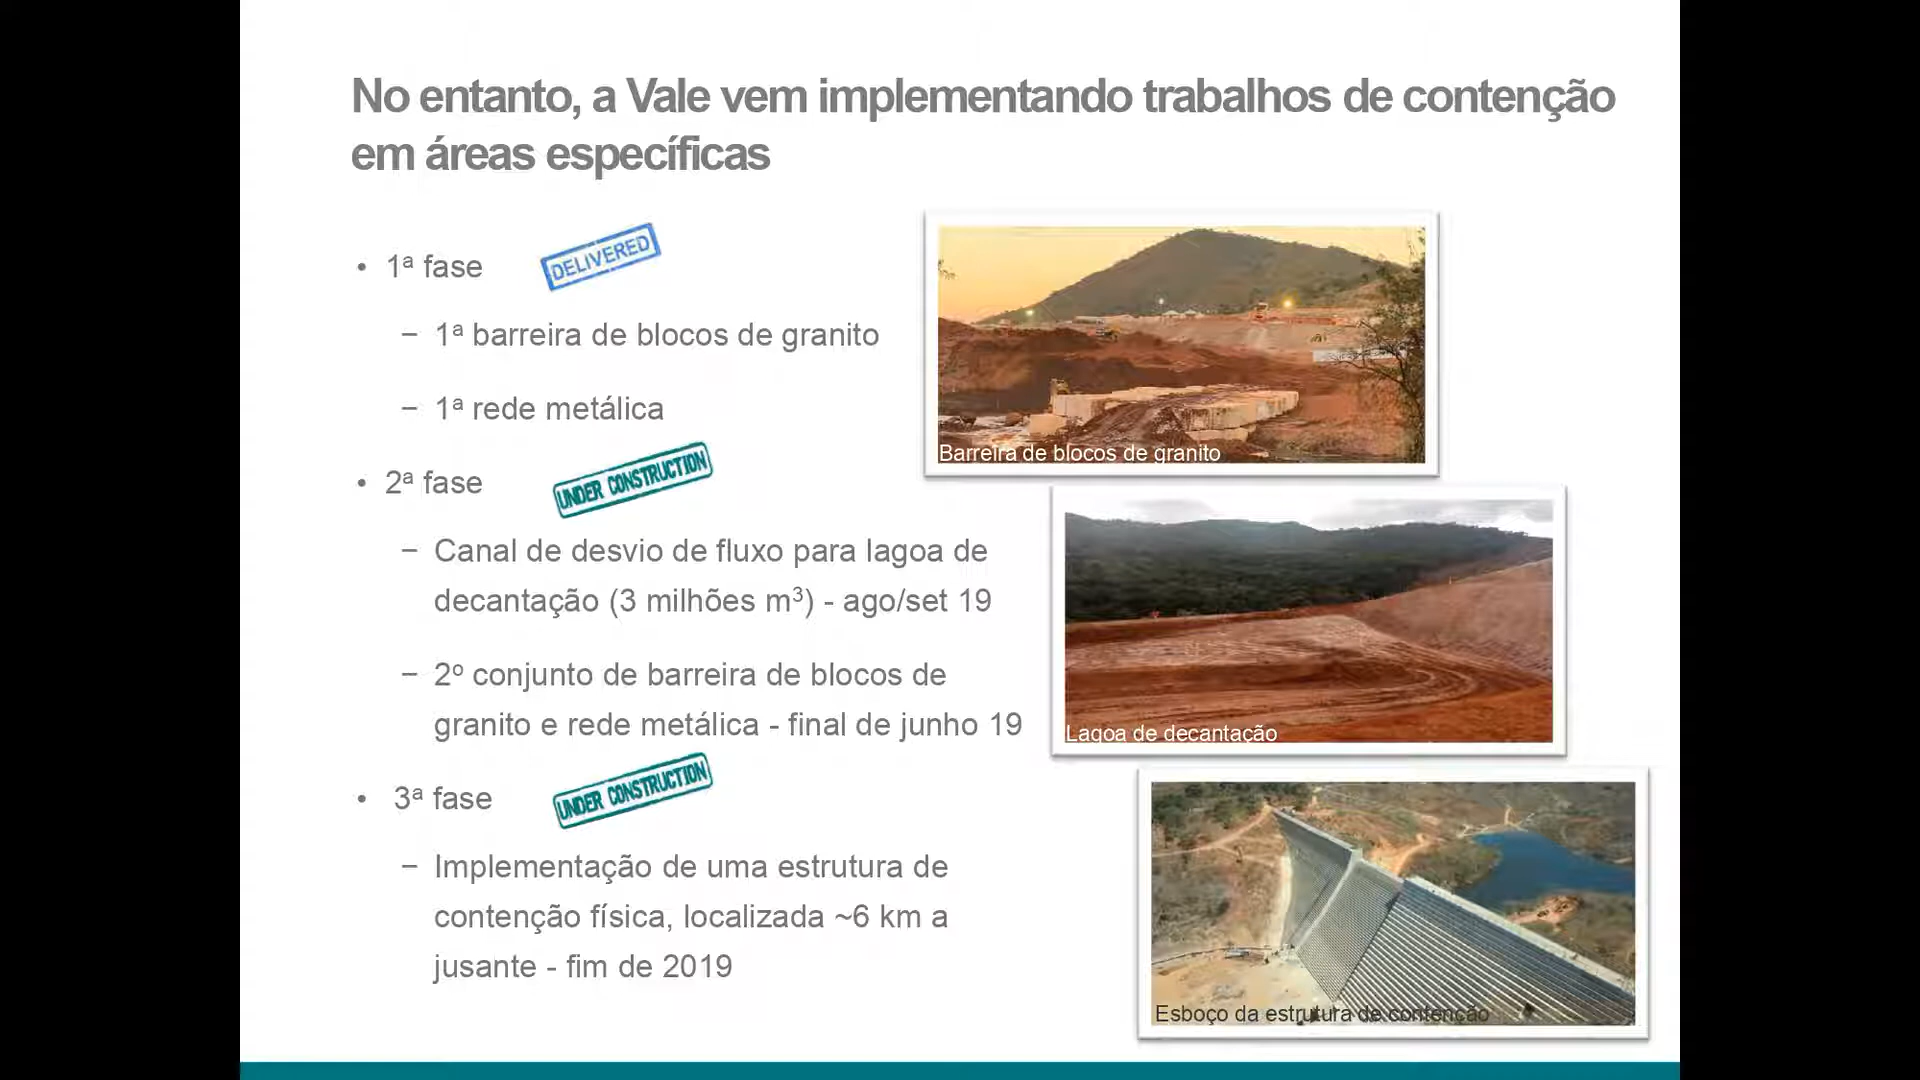 No entanto, a Vale vem implementando trabalhos de contenção
em áreas específicas
• 1ª fase
DELIVERED
– 1ª barreira de blocos de granito
– 1ª rede metálica
• 2ª fase
UNDER CONSTRUCTION
– Canal de desvio de fluxo para lagoa de
decantação (3 milhões m³) - ago/set 19
– 2º conjunto de barreira de blocos de
granito e rede metálica - final de junho 19
• 3ª fase
UNDER CONSTRUCTION
– Implementação de uma estrutura de
contenção física, localizada ~6 km a
jusante - fim de 2019
Barreira de blocos de granito
Lagoa de decantação
Esboço da estrutura de contenção